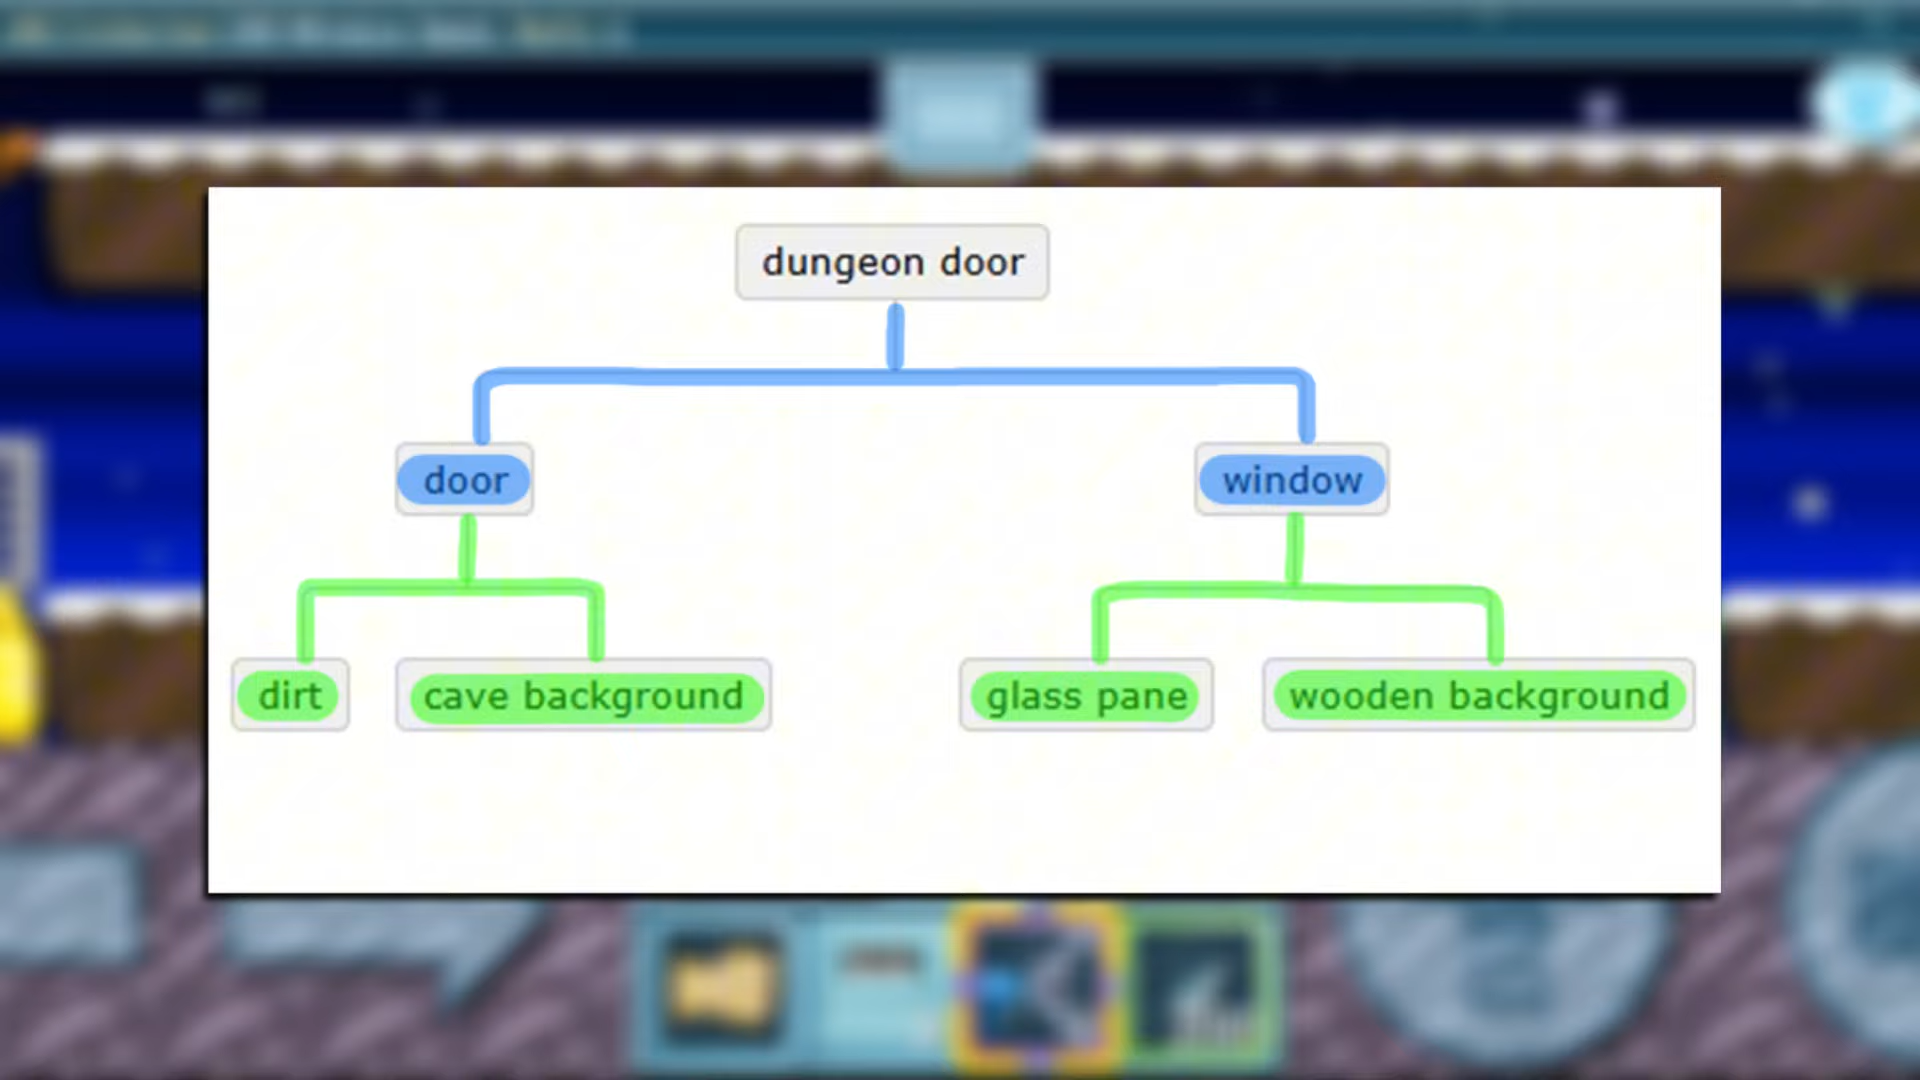 dungeon door
door
window
dirt
cave background
glass pane
wooden background